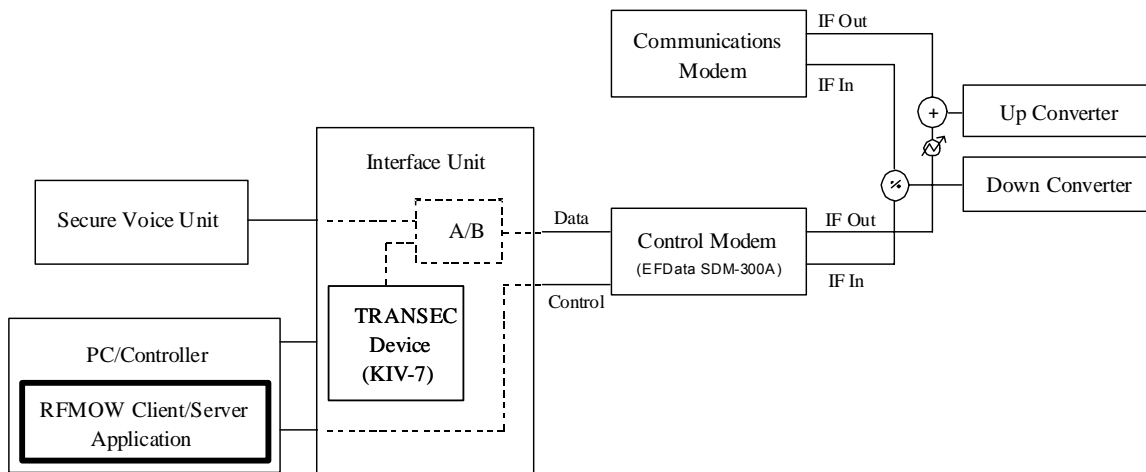 Communications
Modem
IF Out
IF In
+
Up Converter
%
Down Converter
Interface Unit
Secure Voice Unit
A/B
Data
Control Modem
(EFData SDM-300A)
IF Out
IF In
Control
TRANSEC
Device
(KIV-7)
PC/Controller
RFMOW Client/Server
Application